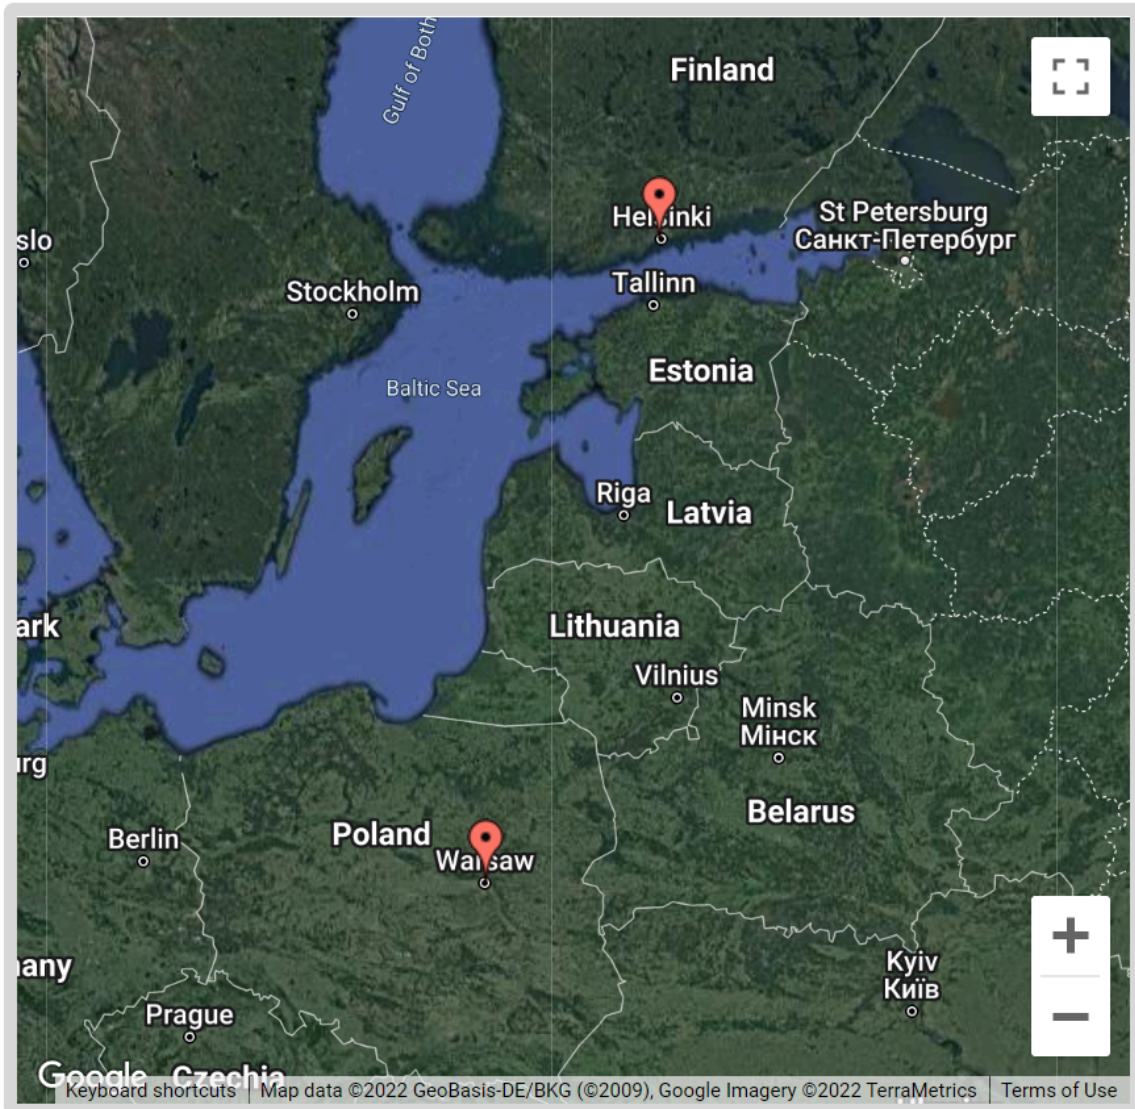 Gulf of Both
Finland
Helsinki
St Petersburg
Санкт-Петербург
slo
Stockholm
Tallinn
Baltic Sea
Estonia
Riga
Latvia
ark
Lithuania
Vilnius
Minsk
Мінск
urg
Belarus
Berlin
Poland
Warsaw
Kyiv
Київ
many
Prague
Czechia
Google
Keyboard shortcuts
Map data ©2022 GeoBasis-DE/BKG (©2009), Google Imagery ©2022 TerraMetrics
Terms of Use